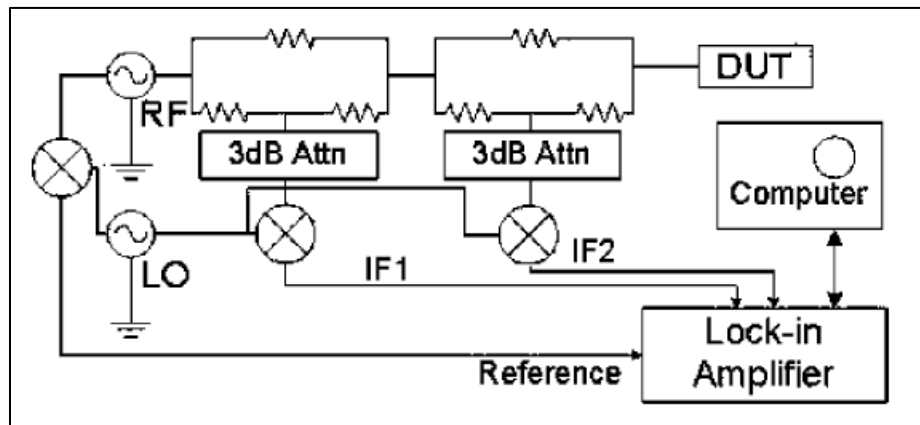 DUT
RF
3dB Attn
3dB Attn
Computer
LO
IF1
IF2
Lock-in
Amplifier
Reference